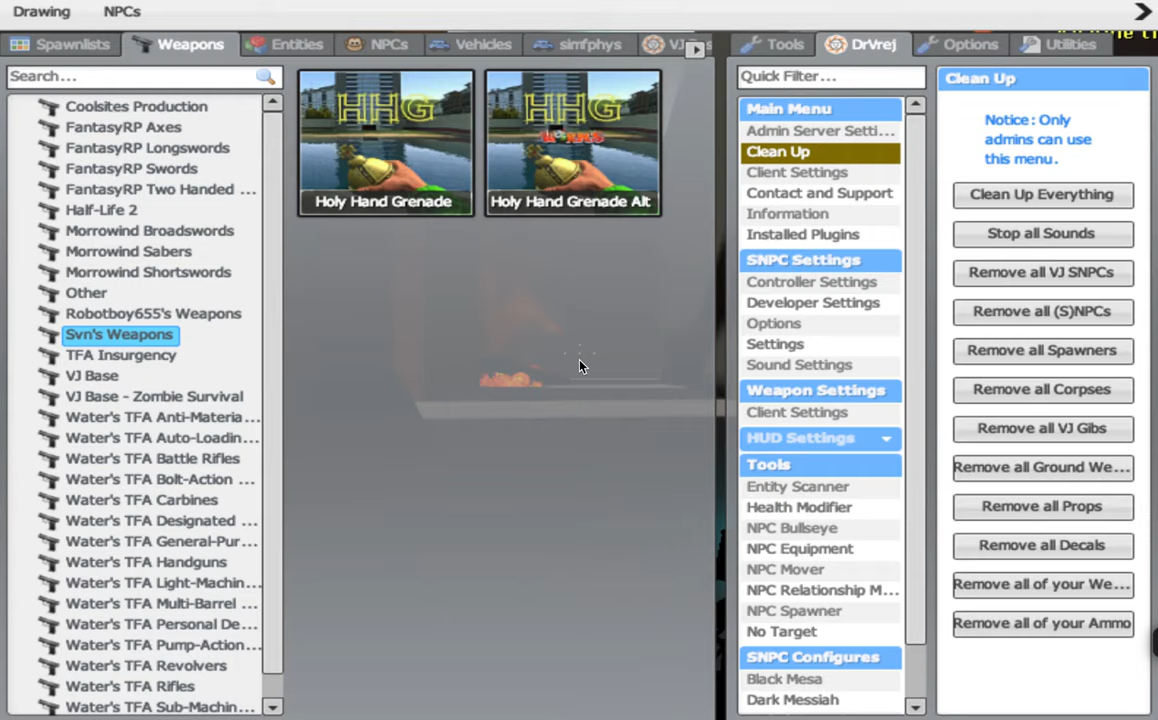 Drawing NPCs
Spawnlists Weapons Entities NPCs Vehicles simfphys
Tools DrVrej Options Utilities
Search...
Coolsites Production
FantasyRP Axes
FantasyRP Longswords
FantasyRP Swords
FantasyRP Two Handed ...
Half-Life 2
Morrowind Broadswords
Morrowind Sabers
Morrowind Shortswords
Other
Robotboy655's Weapons
Svn's Weapons
TFA Insurgency
VJ Base
VJ Base - Zombie Survival
Water's TFA Anti-Materia...
Water's TFA Auto-Loadin...
Water's TFA Battle Rifles
Water's TFA Bolt-Action ...
Water's TFA Carbines
Water's TFA Designated ...
Water's TFA General-Pur...
Water's TFA Handguns
Water's TFA Light-Machin...
Water's TFA Multi-Barrel ...
Water's TFA Personal De...
Water's TFA Pump-Action...
Water's TFA Revolvers
Water's TFA Rifles
Water's TFA Sub-Machin...
HHG
Holy Hand Grenade
HHG
WORMS
Holy Hand Grenade Alt
Quick Filter...
Main Menu
Admin Server Setti...
Clean Up
Client Settings
Contact and Support
Information
Installed Plugins
SNPC Settings
Controller Settings
Developer Settings
Options
Settings
Sound Settings
Weapon Settings
Client Settings
HUD Settings
Tools
Entity Scanner
Health Modifier
NPC Bullseye
NPC Equipment
NPC Mover
NPC Relationship M...
NPC Spawner
No Target
SNPC Configures
Black Mesa
Dark Messiah
Clean Up
Notice: Only
admins can use
this menu.
Clean Up Everything
Stop all Sounds
Remove all VJ SNPCs
Remove all (S)NPCs
Remove all Spawners
Remove all Corpses
Remove all VJ Gibs
Remove all Ground We...
Remove all Props
Remove all Decals
Remove all of your We...
Remove all of your Ammo